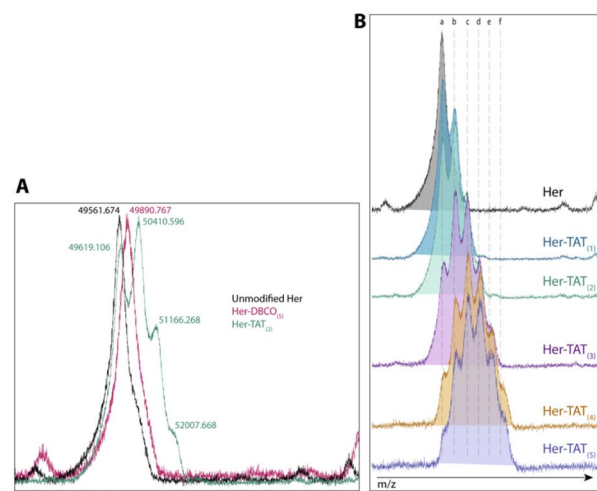 A
49561.674
49890.767
50410.596
49619.106
51166.268
52007.668
Unmodified Her
Her-DBCO(5)
Her-TAT(2)
B
a b c d e f
Her
Her-TAT(1)
Her-TAT(2)
Her-TAT(3)
Her-TAT(4)
Her-TAT(5)
m/z